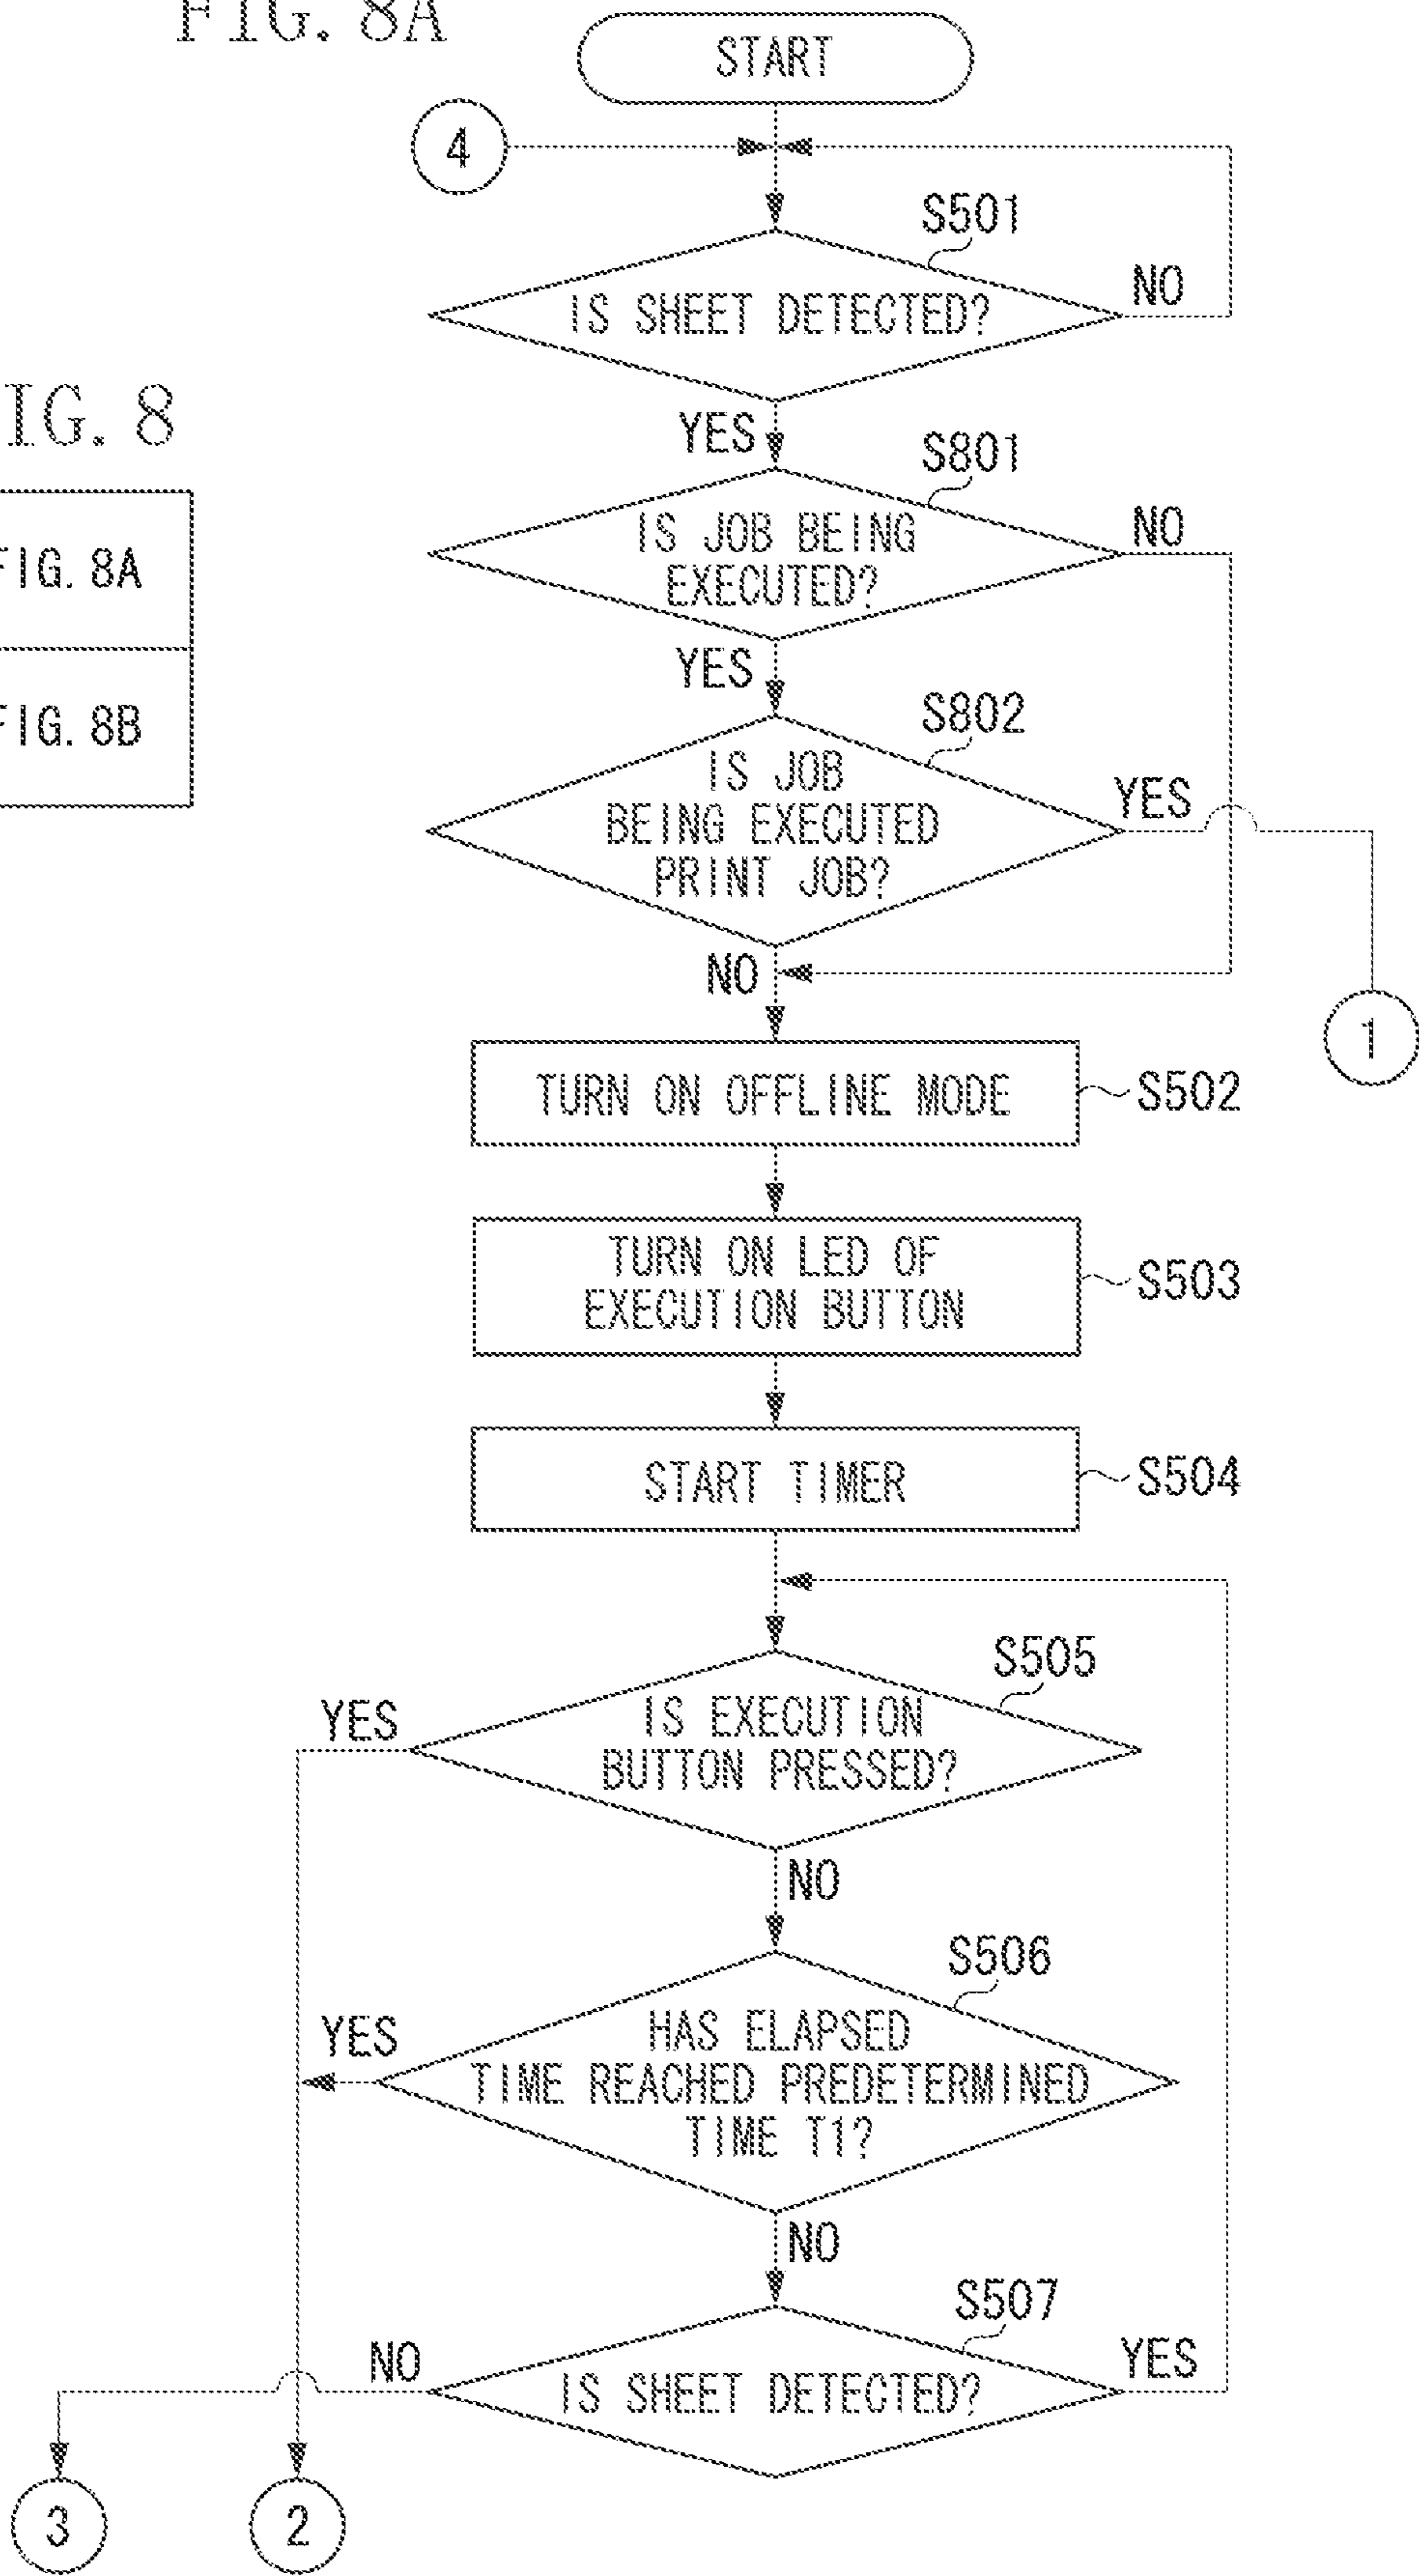 FIG. 8A
START
4
S501
IS SHEET DETECTED?
NO
YES
IG. 8
FIG. 8A
FIG. 8B
S801
IS JOB BEING
EXECUTED?
NO
YES
S802
IS JOB
BEING EXECUTED
PRINT JOB?
YES
NO
1
TURN ON OFFLINE MODE
S502
TURN ON LED OF
EXECUTION BUTTON
S503
START TIMER
S504
S505
YES
IS EXECUTION
BUTTON PRESSED?
NO
S506
YES
HAS ELAPSED
TIME REACHED PREDETERMINED
TIME T1?
NO
S507
NO
IS SHEET DETECTED?
YES
3
2